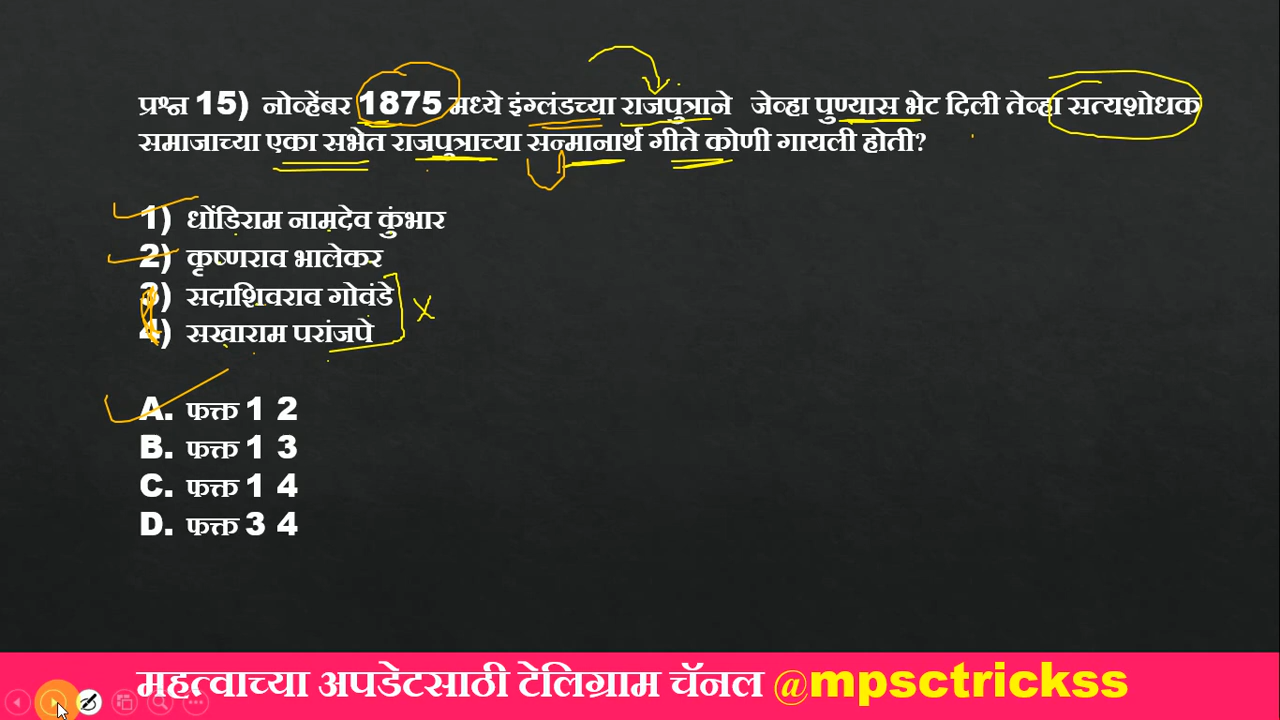 प्रश्न 15) नोव्हेंबर 1875 मध्ये इंग्लंडच्या राजपुत्राने जेव्हा पुण्यास भेट दिली तेव्हा सत्यशोधक
समाजाच्या एका सभेत राजपुत्राच्या सन्मानार्थ गीते कोणी गायली होती?
1) धोंडिराम नामदेव कुंभार
2) कृष्णराव भालेकर
3) सदाशिवराव गोवंडे
4) सखाराम परांजपे
A. फक्त 1 2
B. फक्त 1 3
C. फक्त 1 4
D. फक्त 3 4
महत्वाच्या अपडेटसाठी टेलिग्राम चॅनल @mpsctrickss